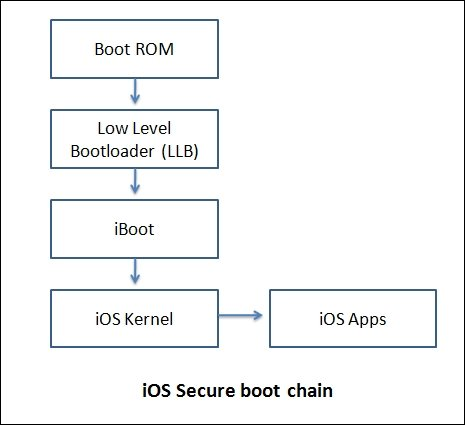 Boot ROM
Low Level
Bootloader (LLB)
iBoot
iOS Kernel
iOS Apps
iOS Secure boot chain